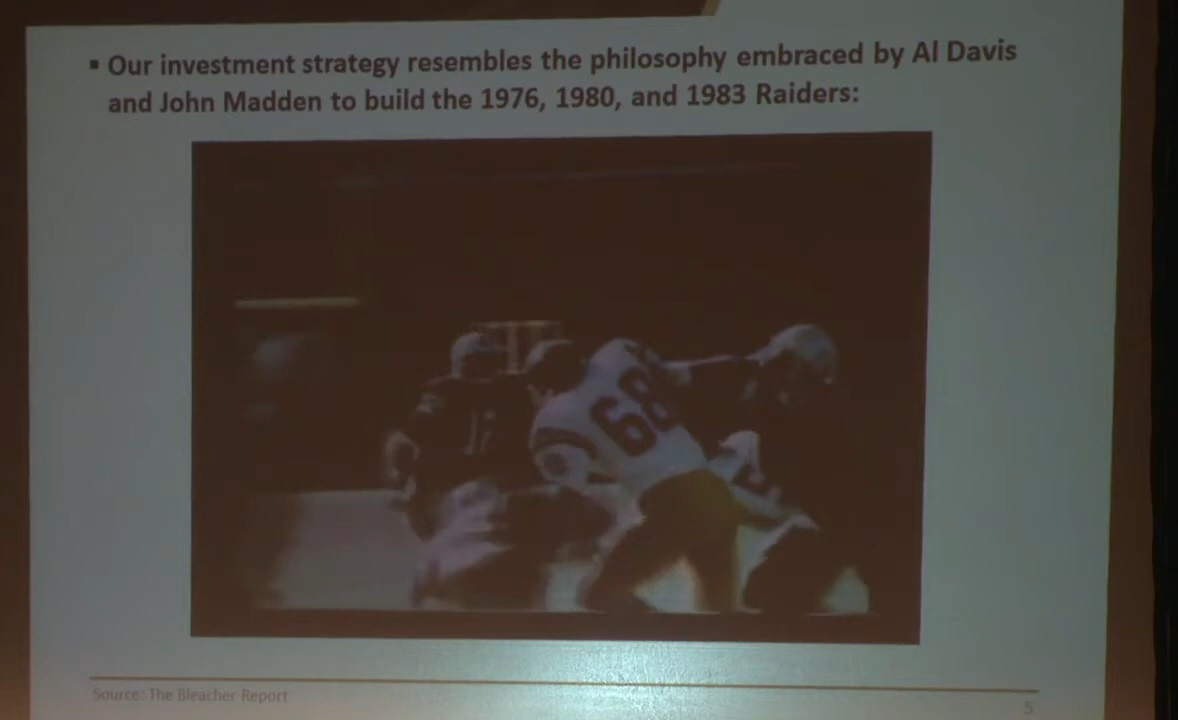 ▪ Our investment strategy resembles the philosophy embraced by Al Davis
and John Madden to build the 1976, 1980, and 1983 Raiders:
68
Source: The Bleacher Report
5